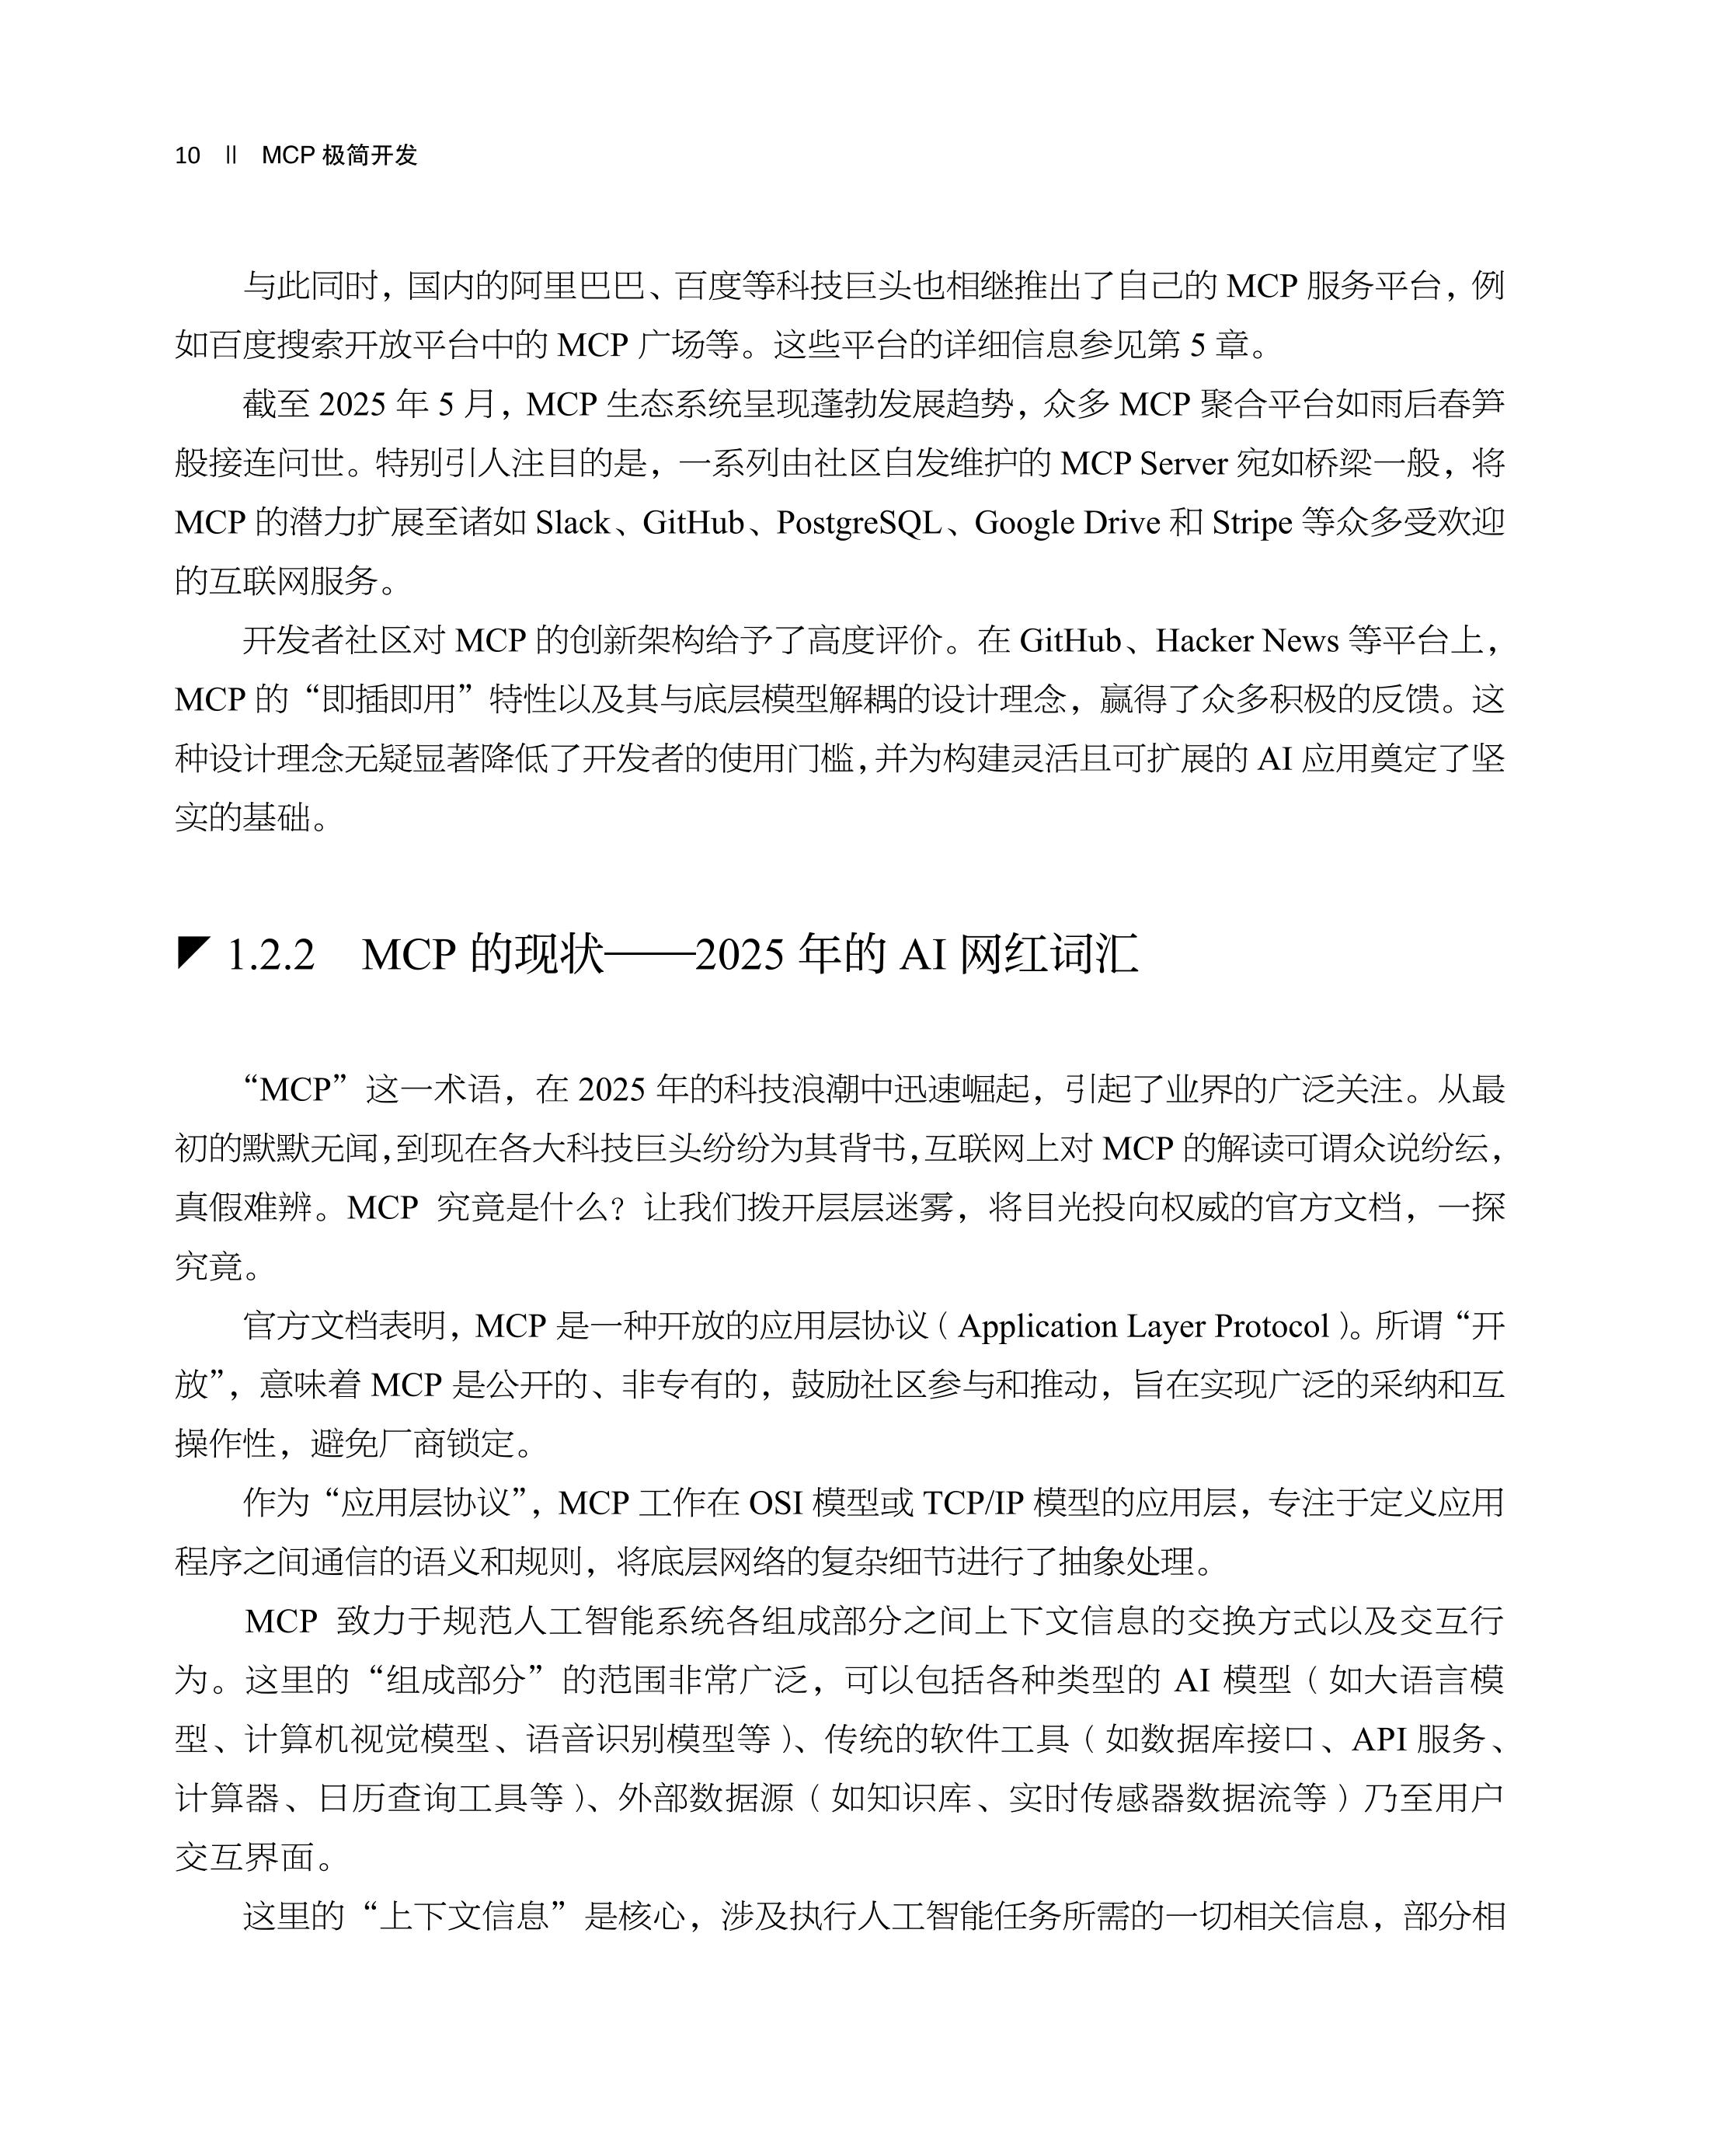 10 || MCP 极简开发
与此同时，国内的阿里巴巴、百度等科技巨头也相继推出了自己的 MCP 服务平台，例
如百度搜索开放平台中的 MCP 广场等。这些平台的详细信息参见第 5 章。
截至 2025 年 5 月，MCP 生态系统呈现蓬勃发展趋势，众多 MCP 聚合平台如雨后春笋
般接连问世。特别引人注目的是，一系列由社区自发维护的 MCP Server 宛如桥梁一般，将
MCP 的潜力扩展至诸如 Slack、GitHub、PostgreSQL、Google Drive 和 Stripe 等众多受欢迎
的互联网服务。
开发者社区对 MCP 的创新架构给予了高度评价。在 GitHub、Hacker News 等平台上，
MCP 的“即插即用”特性以及其与底层模型解耦的设计理念，赢得了众多积极的反馈。这
种设计理念无疑显著降低了开发者的使用门槛，并为构建灵活且可扩展的 AI 应用奠定了坚
实的基础。
1.2.2 MCP 的现状——2025 年的 AI 网红词汇
“MCP”这一术语，在 2025 年的科技浪潮中迅速崛起，引起了业界的广泛关注。从最
初的默默无闻，到现在各大科技巨头纷纷为其背书，互联网上对 MCP 的解读可谓众说纷纭，
真假难辨。MCP 究竟是什么？让我们拨开层层迷雾，将目光投向权威的官方文档，一探
究竟。
官方文档表明，MCP 是一种开放的应用层协议（Application Layer Protocol）。所谓“开
放”，意味着 MCP 是公开的、非专有的，鼓励社区参与和推动，旨在实现广泛的采纳和互
操作性，避免厂商锁定。
作为“应用层协议”，MCP 工作在 OSI 模型或 TCP/IP 模型的应用层，专注于定义应用
程序之间通信的语义和规则，将底层网络的复杂细节进行了抽象处理。
MCP 致力于规范人工智能系统各组成部分之间上下文信息的交换方式以及交互行
为。这里的“组成部分”的范围非常广泛，可以包括各种类型的 AI 模型（如大语言模
型、计算机视觉模型、语音识别模型等）、传统的软件工具（如数据库接口、API 服务、
计算器、日历查询工具等）、外部数据源（如知识库、实时传感器数据流等）乃至用户
交互界面。
这里的“上下文信息”是核心，涉及执行人工智能任务所需的一切相关信息，部分相